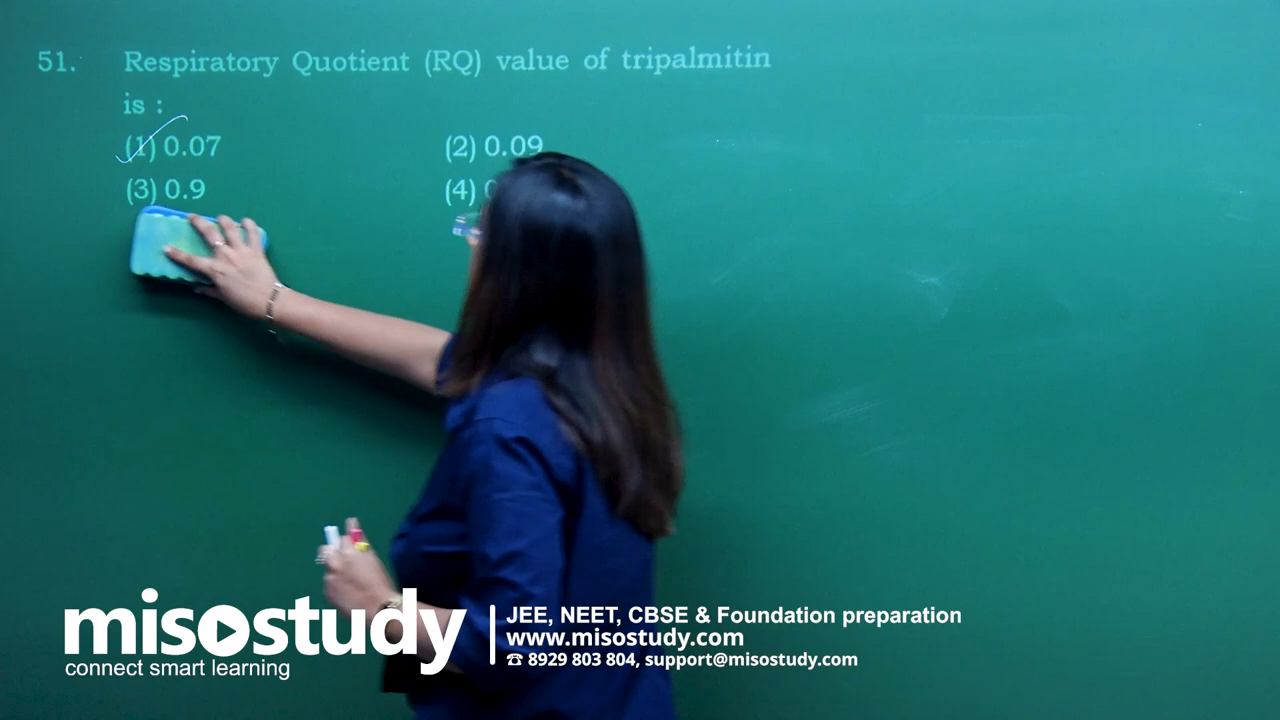 51. Respiratory Quotient (RQ) value of tripalmitin
is :
(1) 0.07 (2) 0.09
(3) 0.9 (4)
misostudy
connect smart learning
JEE, NEET, CBSE & Foundation preparation
www.misostudy.com
☎ 8929 803 804, support@misostudy.com